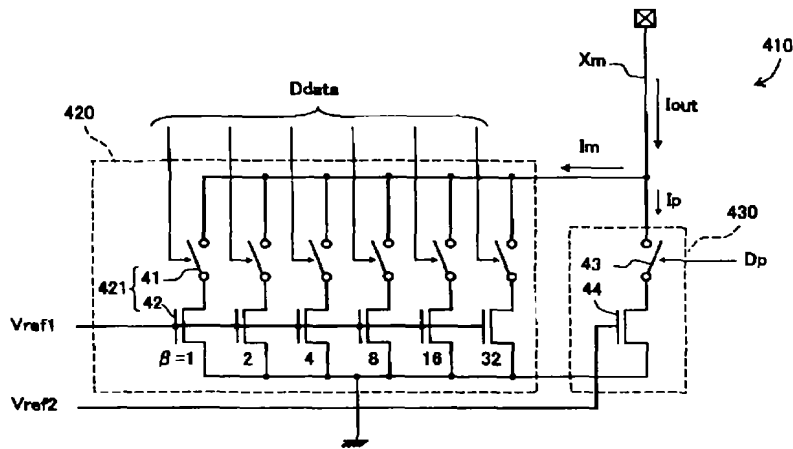 410
Xm
Ddata
Iout
420
Im
Ip
430
41
43
Dp
421
42
44
Vref1
β=1 2 4 8 16 32
Vref2